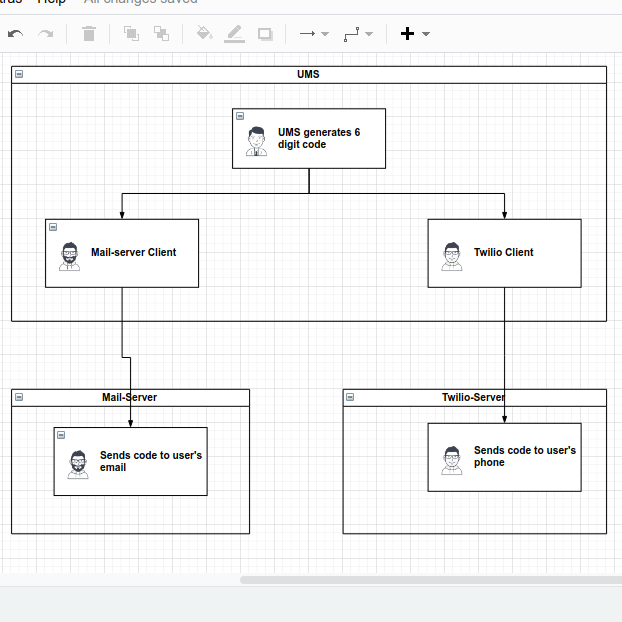 Help All changes saved
UMS
UMS generates 6
digit code
Mail-server Client
Twilio Client
Mail-Server
Twilio-Server
Sends code to user's
email
Sends code to user's
phone